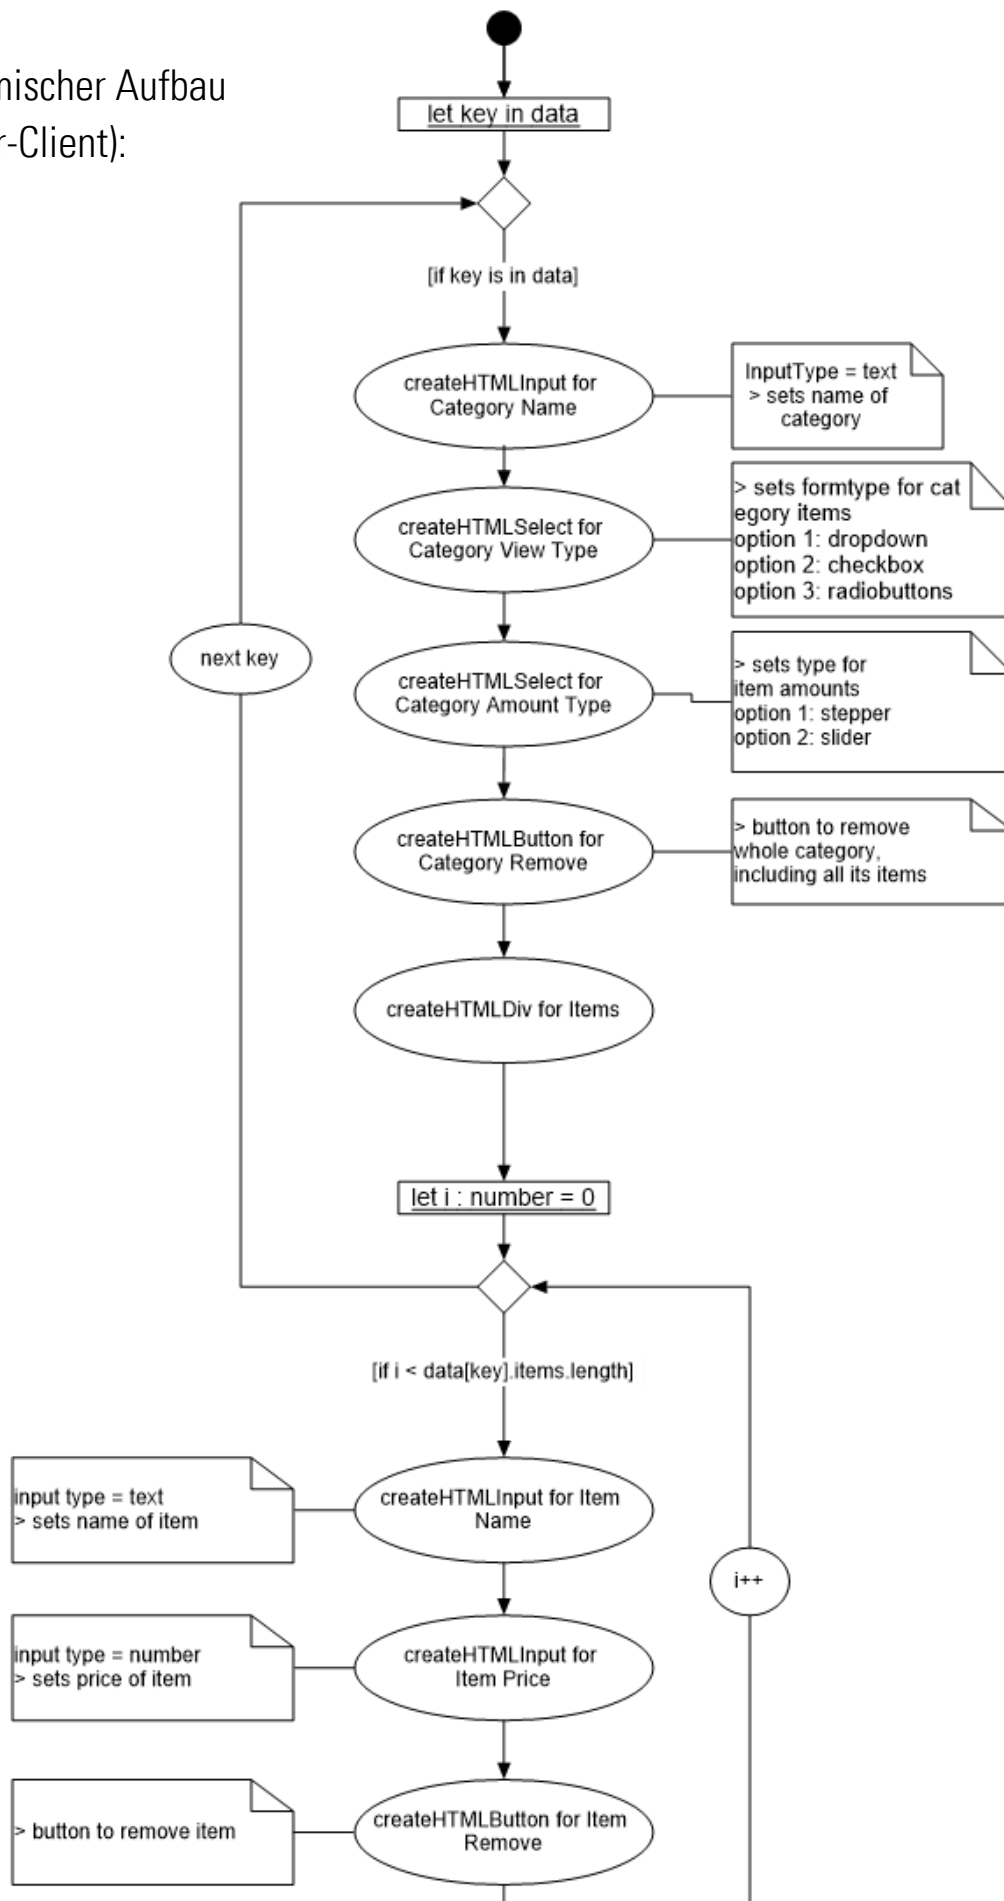 mischer Aufbau
r-Client):
let key in data
[if key is in data]
createHTMLInput for
Category Name
InputType = text
> sets name of
category
createHTMLSelect for
Category View Type
> sets formtype for cat
egory items
option 1: dropdown
option 2: checkbox
option 3: radiobuttons
next key
createHTMLSelect for
Category Amount Type
> sets type for
item amounts
option 1: stepper
option 2: slider
createHTMLButton for
Category Remove
> button to remove
whole category,
including all its items
createHTMLDiv for Items
let i : number = 0
[if i < data[key].items.length]
input type = text
> sets name of item
createHTMLInput for Item
Name
i++
input type = number
> sets price of item
createHTMLInput for
Item Price
> button to remove item
createHTMLButton for Item
Remove